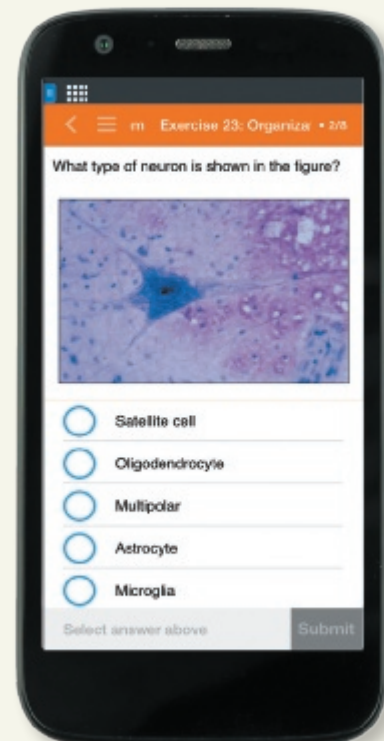 m Exercise 23: Organizar • 2/8
What type of neuron is shown in the figure?
Satellite cell
Oligodendrocyte
Multipolar
Astrocyte
Microglia
Select answer above Submit